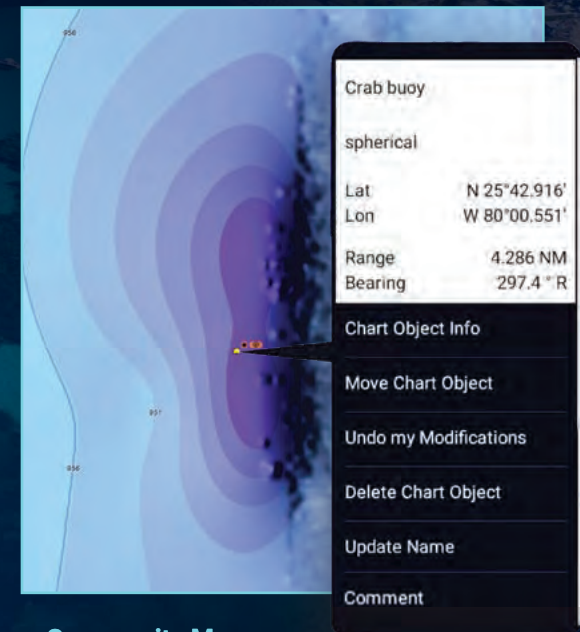 956
Crab buoy
spherical
Lat N 25°42.916'
Lon W 80°00.551'
Range 4.286 NM
Bearing 297.4 ° R
Chart Object Info
Move Chart Object
951
Undo my Modifications
956
Delete Chart Object
Update Name
Comment